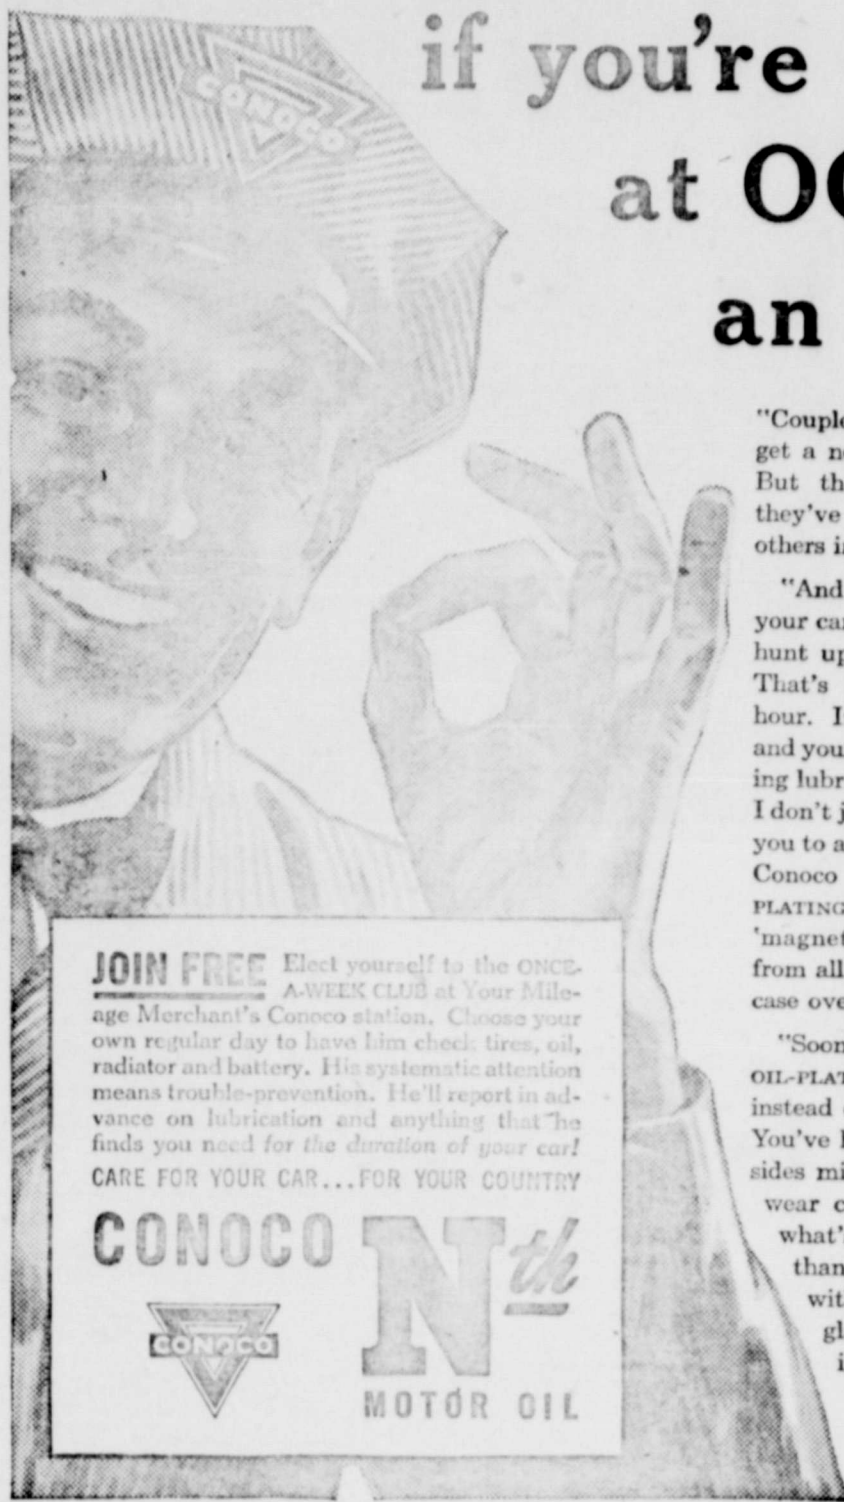 CONOCO
if you're
at OC
an
"Couple
get a n
But th
they've
others i
"And
your ca
hunt up
That's
hour. I
and you
ing lubr
I don't j
you to a
Conoco
PLATING
'magnet
from all
case ove
"Soon
OIL-PLAT
instead
You've
sides mi
wear c
what'
than
wit
gl
i
JOIN FREE Elect yourself to the ONCE-
A-WEEK CLUB at Your Mile-
age Merchant's Conoco station. Choose your
own regular day to have him check tires, oil,
radiator and battery. His systematic attention
means trouble-prevention. He'll report in ad-
vance on lubrication and anything that he
finds you need for the duration of your car!
CARE FOR YOUR CAR...FOR YOUR COUNTRY
CONOCO
Nth
CONOCO
MOTOR OIL